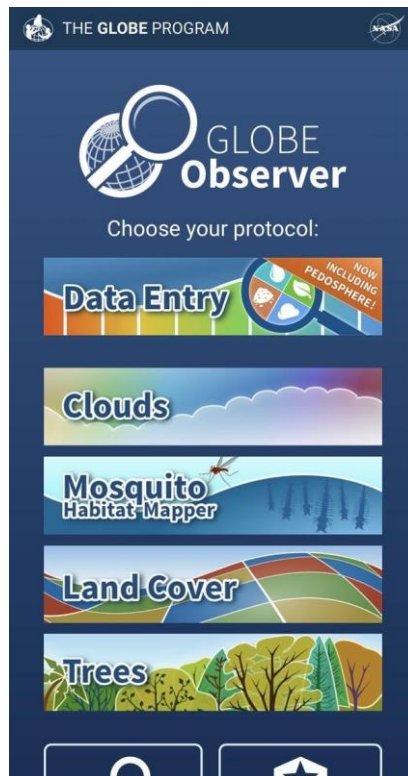 THE GLOBE PROGRAM
NASA
GLOBE
Observer
Choose your protocol:
Data Entry
NOW
INCLUDING
PEDOSPHERE!
Clouds
Mosquito
Habitat Mapper
Land Cover
Trees